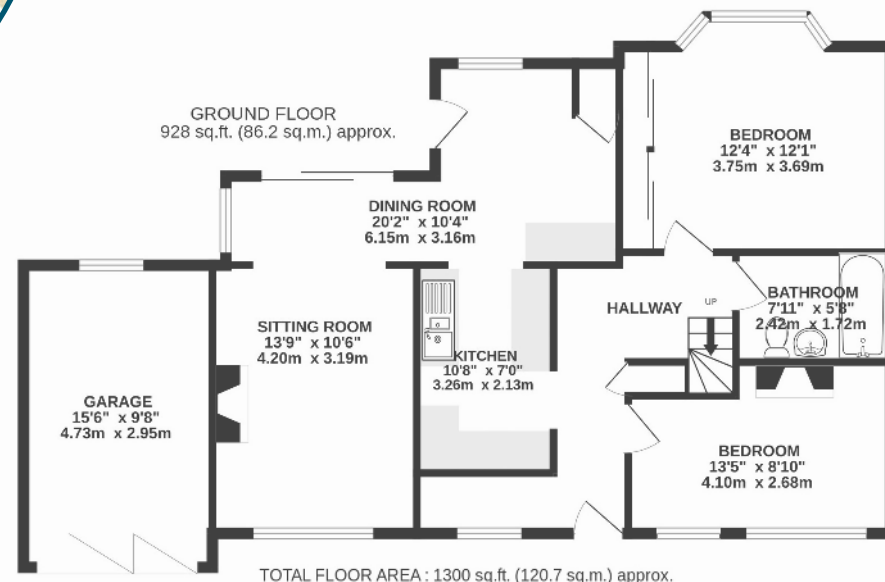 GROUND FLOOR
928 sq.ft. (86.2 sq.m.) approx.
BEDROOM
12'4" x 12'1"
3.75m x 3.69m
DINING ROOM
20'2" x 10'4"
6.15m x 3.16m
BATHROOM
7'11" x 5'8"
2.42m x 1.72m
HALLWAY
UP
SITTING ROOM
13'9" x 10'6"
4.20m x 3.19m
KITCHEN
10'8" x 7'0"
3.26m x 2.13m
GARAGE
15'6" x 9'8"
4.73m x 2.95m
BEDROOM
13'5" x 8'10"
4.10m x 2.68m
TOTAL FLOOR AREA : 1300 sq.ft. (120.7 sq.m.) approx.